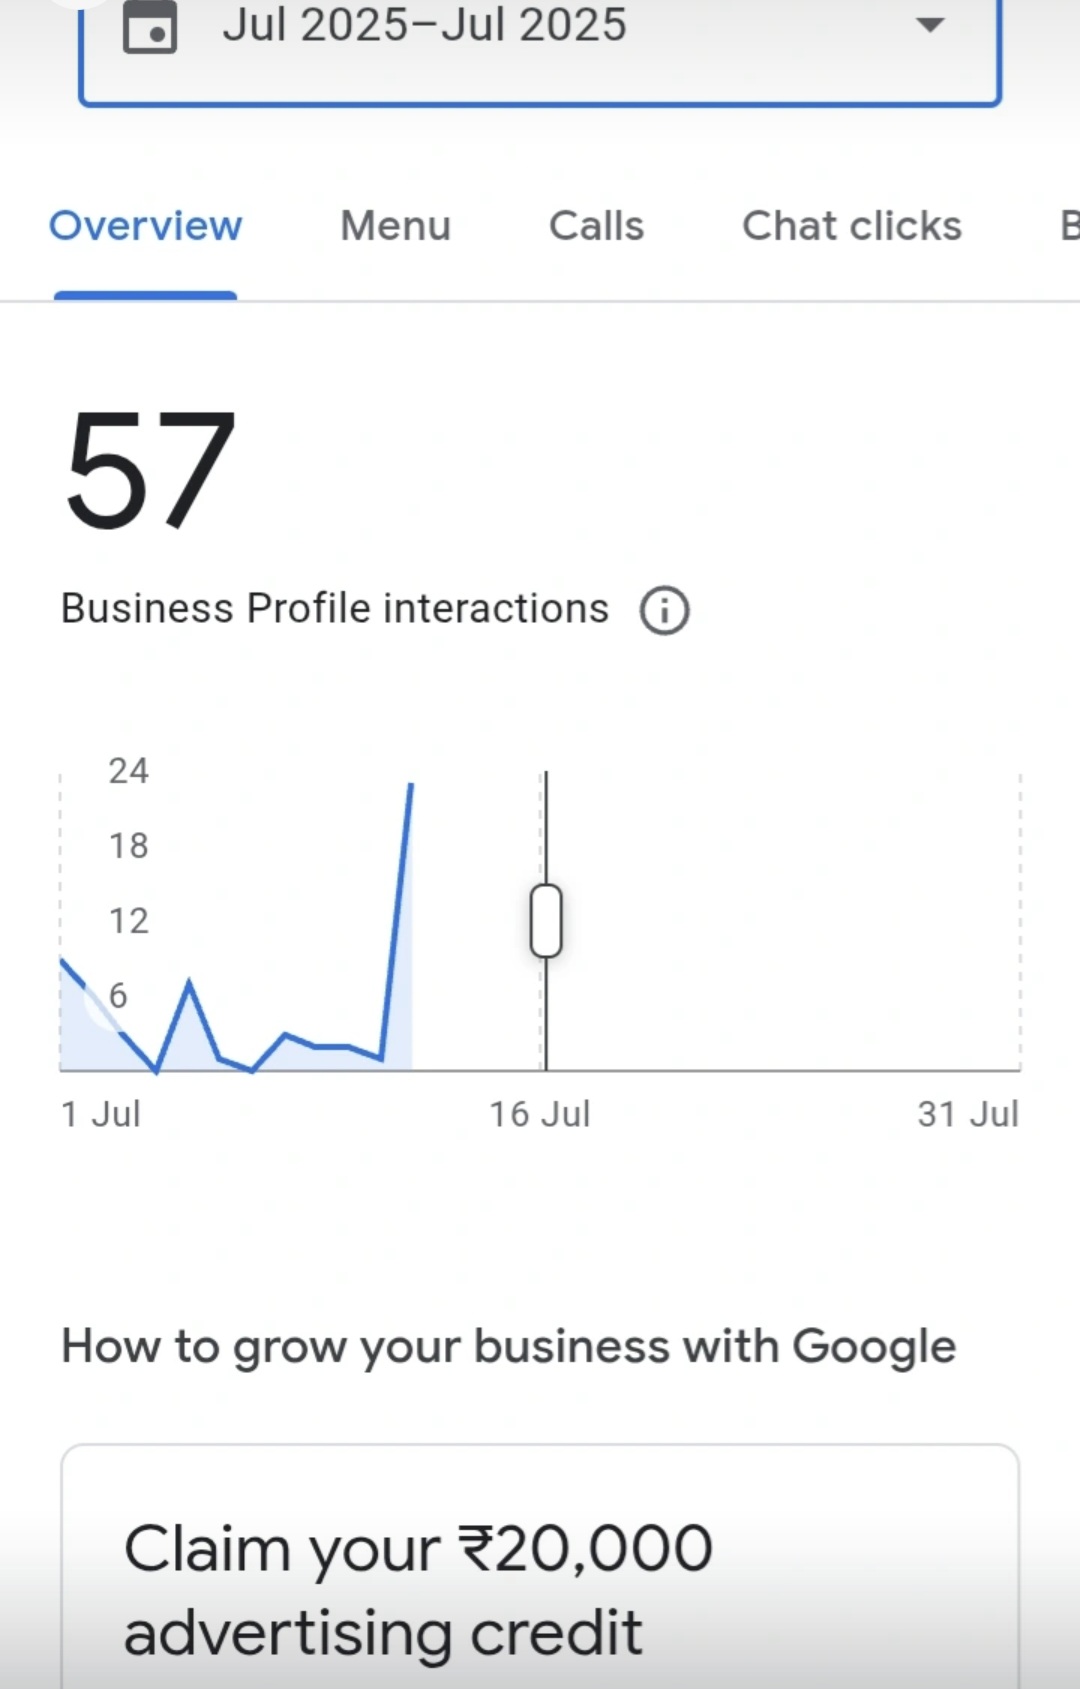 Jul 2025–Jul 2025
Overview Menu Calls Chat clicks B
57
Business Profile interactions
24
18
12
6
1 Jul 16 Jul 31 Jul
How to grow your business with Google
Claim your ₹20,000
advertising credit